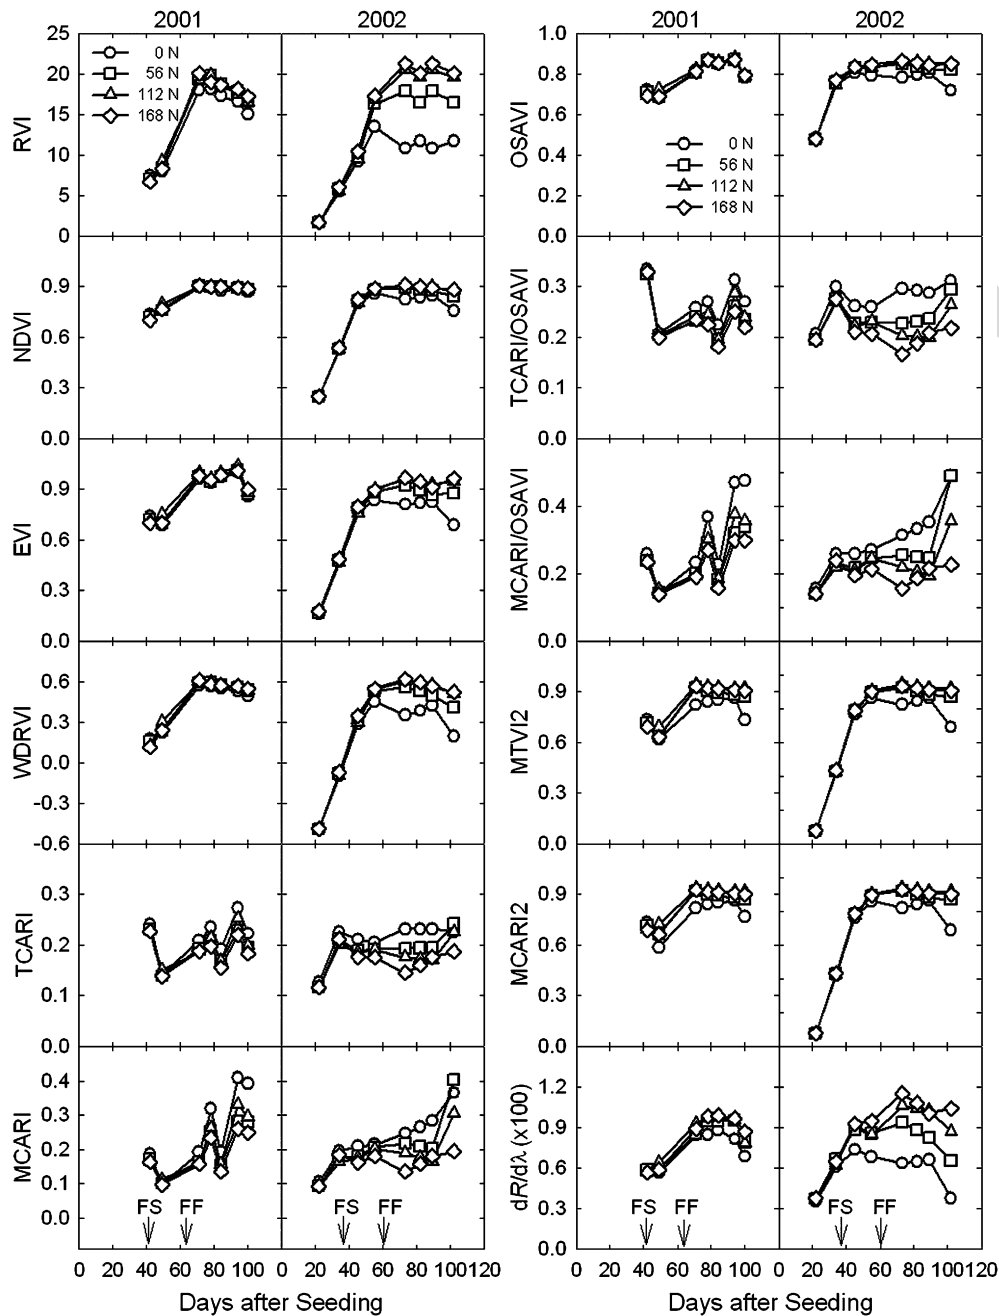 2001 2002 2001 2002
RVI
25
20
15
10
5
0
0 N
56 N
112 N
168 N
OSAVI
1.0
0.8
0.6
0.4
0.2
0.0
0 N
56 N
112 N
168 N
NDVI
0.9
0.6
0.3
0.0
TCARI/OSAVI
0.3
0.2
0.1
EVI
0.9
0.6
0.3
0.0
MCARI/OSAVI
0.4
0.2
0.0
WDRVI
0.6
0.3
0.0
-0.3
-0.6
MTVI2
0.9
0.6
0.3
0.0
TCARI
0.3
0.2
0.1
0.0
MCARI2
0.9
0.6
0.3
0.0
MCARI
0.4
0.3
0.2
0.1
0.0
FS FF FS FF
dR/dλ (x100)
1.2
0.9
0.6
0.3
0.0
FS FF FS FF
0 20 40 60 80 100 0 20 40 60 80 100 120
0 20 40 60 80 100 0 20 40 60 80 100 120
Days after Seeding
Days after Seeding